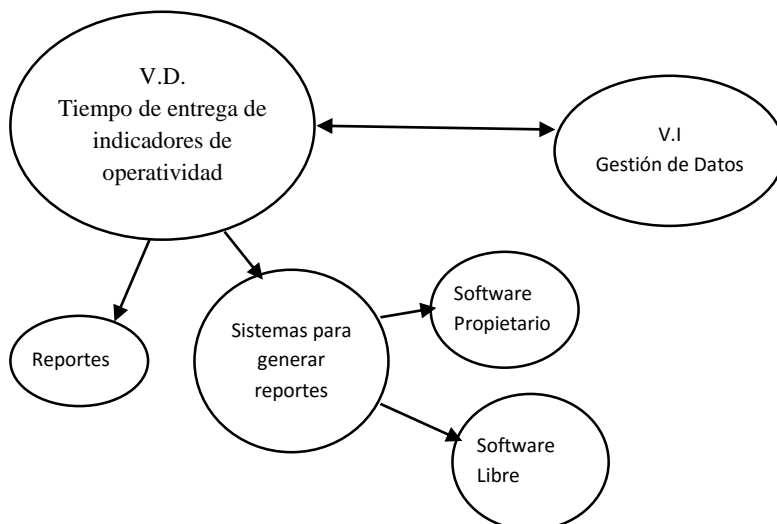 V.D.
Tiempo de entrega de
indicadores de
operatividad
V.I
Gestión de Datos
Reportes
Sistemas para
generar
reportes
Software
Propietario
Software
Libre